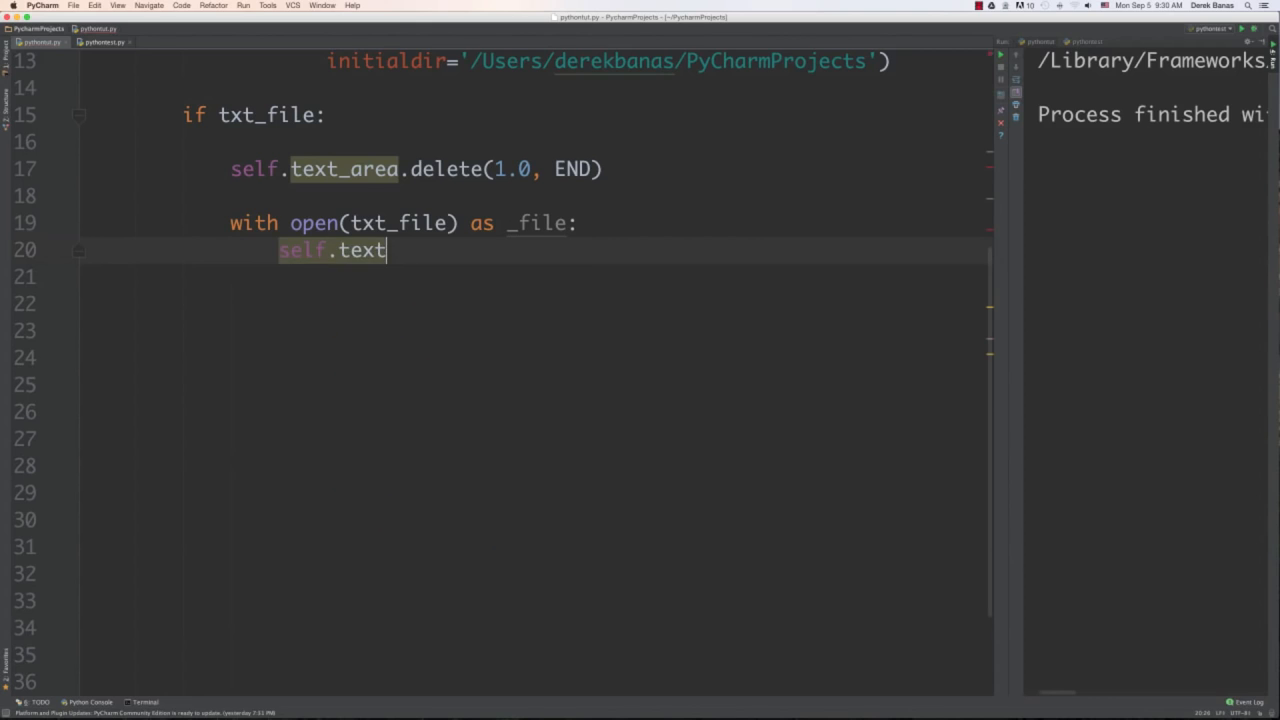 PyCharm File Edit View Navigate Code Refactor Run Tools VCS Window Help 10 Mon Sep 5 9:30 AM Derek Banas
pythontut.py - PycharmProjects - [~/PycharmProjects]
PycharmProjects pythontut.py pythontest
pythontut.py pythontest.py Run: pythontut pythontest
1: Project
7: Structure
2: Favorites
13 initialdir='/Users/derekbanas/PyCharmProjects')
14
15 if txt_file:
16
17 self.text_area.delete(1.0, END)
18
19 with open(txt_file) as _file:
20 self.text
21
22
23
24
25
26
27
28
29
30
31
32
33
34
35
36
/Library/Frameworks
Process finished wi
6: TODO Python Console Terminal Event Log
Platform and Plugin Updates: PyCharm Community Edition is ready to update. (yesterday 7:51 PM) 20:26 LF÷ UTF-8÷